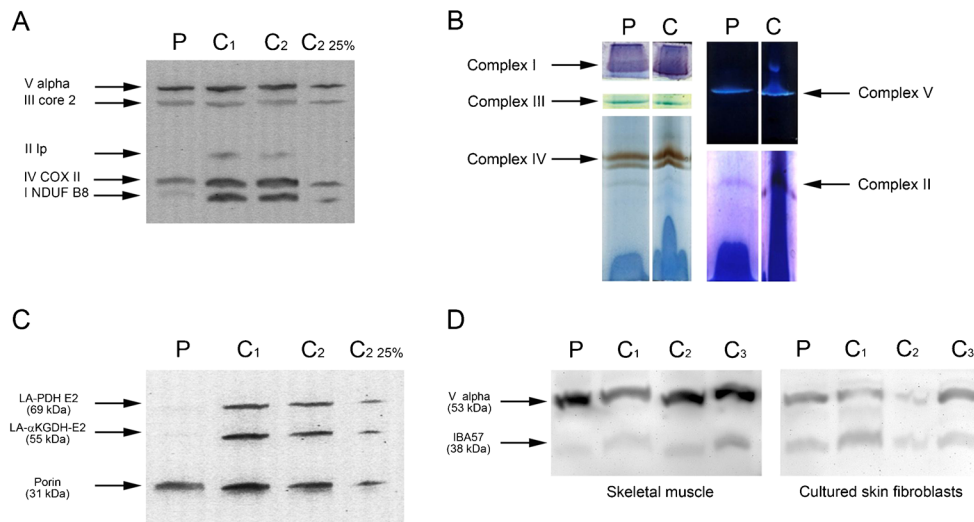 A
P C1 C2 C2 25%
V alpha
III core 2
II Ip
IV COX II
I NDUF B8
B
P C P C
Complex I
Complex III
Complex IV
Complex V
Complex II
C
P C1 C2 C2 25%
LA-PDH E2
(69 kDa)
LA-αKGDH-E2
(55 kDa)
Porin
(31 kDa)
D
P C1 C2 C3 P C1 C2 C3
V alpha
(53 kDa)
IBA57
(38 kDa)
Skeletal muscle
Cultured skin fibroblasts